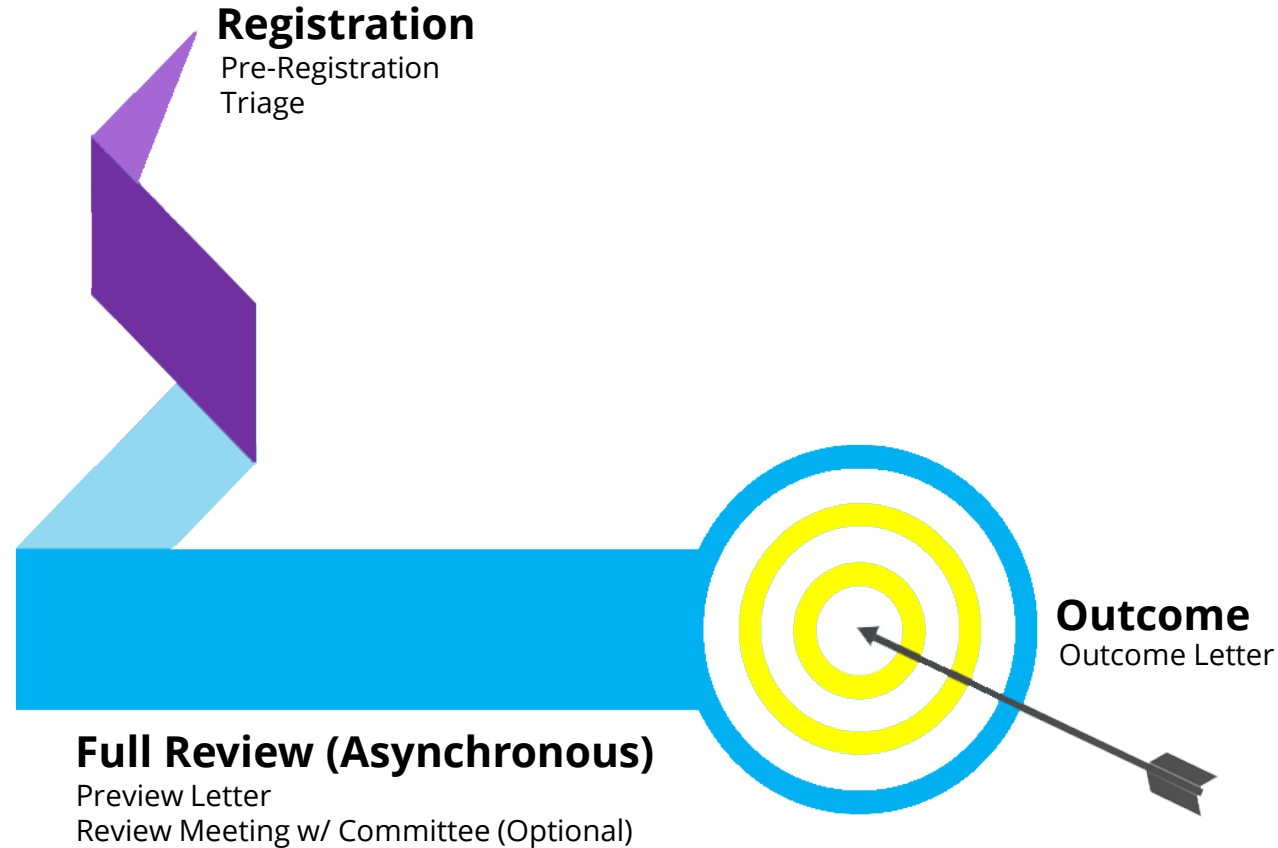 Registration
Pre-Registration
Triage
Outcome
Outcome Letter
Full Review (Asynchronous)
Preview Letter
Review Meeting w/ Committee (Optional)